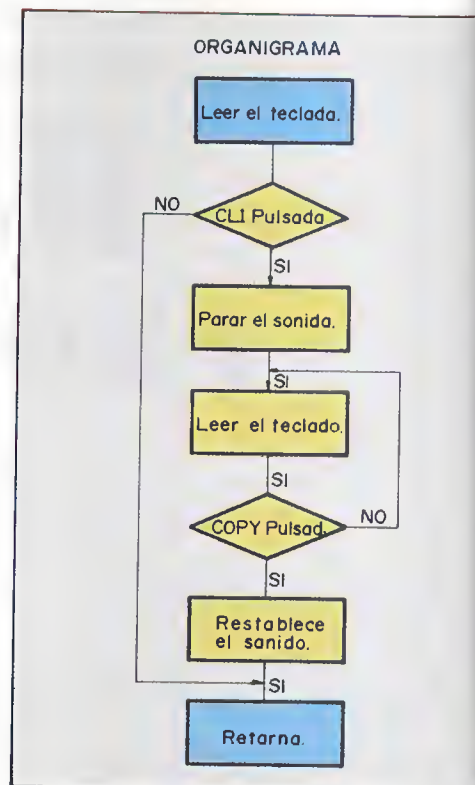 ORGANIGRAMA
Leer el teclada.
NO
CLI Pulsada
SI
Parar el sonida.
SI
Leer el teclado.
SI
COPY Pulsad.
NO
SI
Restablece
el sanido.
SI
Retarna.